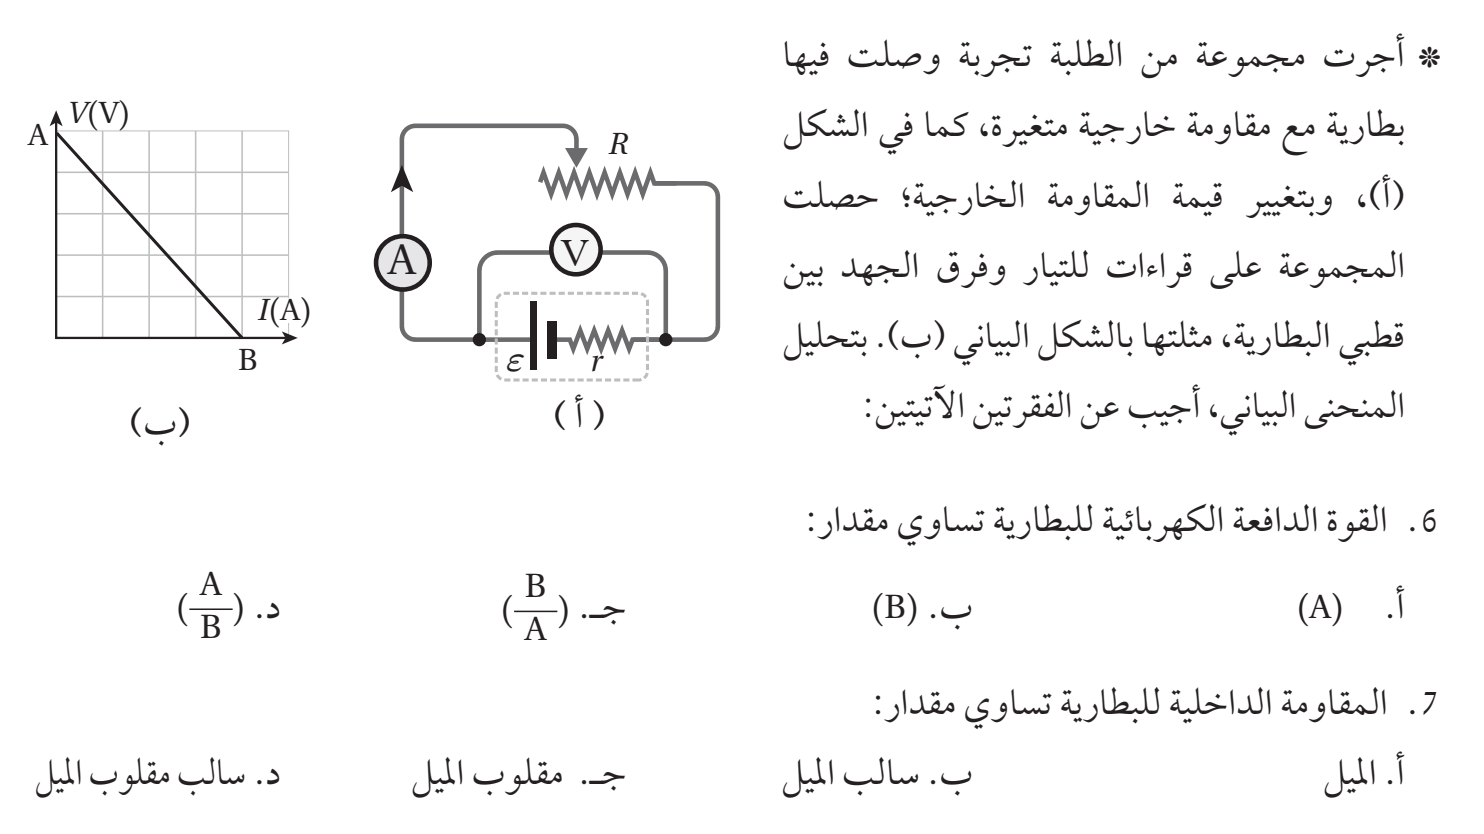 * أجرت مجموعة من الطلبة تجربة وصلت فيها
بطارية مع مقاومة خارجية متغيرة، كما في الشكل
(أ)، وبتغيير قيمة المقاومة الخارجية؛ حصلت
المجموعة على قراءات للتيار وفرق الجهد بين
قطبي البطارية، مثلتها بالشكل البياني (ب). بتحليل
المنحنى البياني، أجيب عن الفقرتين الآتيتين:
R
A
V
ε
r
(أ)
V(V)
A
I(A)
B
(ب)
6. القوة الدافعة الكهربائية للبطارية تساوي مقدار:
أ. (A) ب. (B) جـ. (B/A) د. (A/B)
7. المقاومة الداخلية للبطارية تساوي مقدار:
أ. الميل ب. سالب الميل جـ. مقلوب الميل د. سالب مقلوب الميل